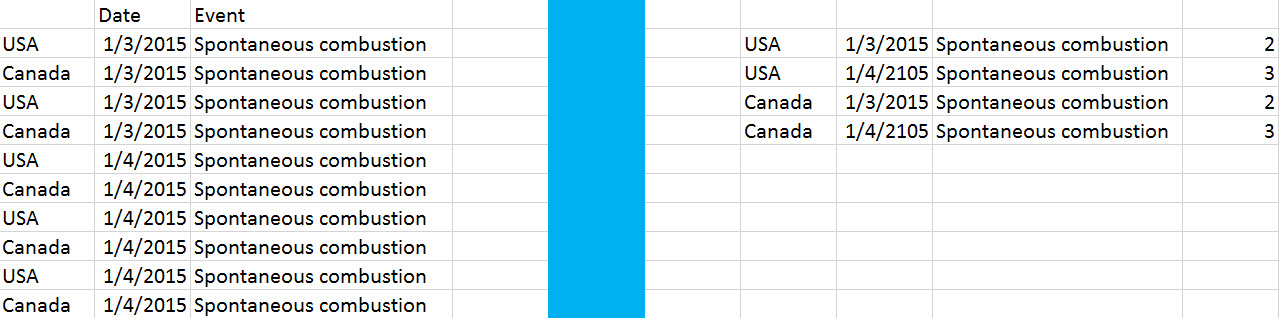 Date Event
USA 1/3/2015 Spontaneous combustion USA 1/3/2015 Spontaneous combustion 2
Canada 1/3/2015 Spontaneous combustion USA 1/4/2105 Spontaneous combustion 3
USA 1/3/2015 Spontaneous combustion Canada 1/3/2015 Spontaneous combustion 2
Canada 1/3/2015 Spontaneous combustion Canada 1/4/2105 Spontaneous combustion 3
USA 1/4/2015 Spontaneous combustion
Canada 1/4/2015 Spontaneous combustion
USA 1/4/2015 Spontaneous combustion
Canada 1/4/2015 Spontaneous combustion
USA 1/4/2015 Spontaneous combustion
Canada 1/4/2015 Spontaneous combustion